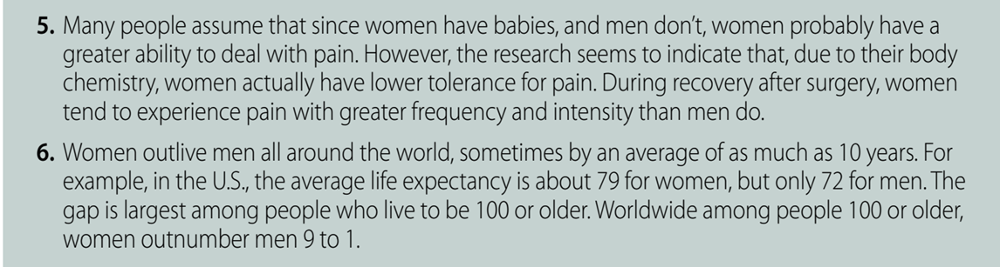 5. Many people assume that since women have babies, and men don’t, women probably have a
greater ability to deal with pain. However, the research seems to indicate that, due to their body
chemistry, women actually have lower tolerance for pain. During recovery after surgery, women
tend to experience pain with greater frequency and intensity than men do.
6. Women outlive men all around the world, sometimes by an average of as much as 10 years. For
example, in the U.S., the average life expectancy is about 79 for women, but only 72 for men. The
gap is largest among people who live to be 100 or older. Worldwide among people 100 or older,
women outnumber men 9 to 1.